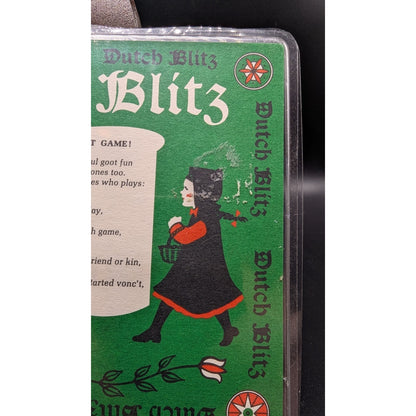 Dutch Blitz
Blitz
T GAME!
ul goot fun
ones too.
es who plays:
ay,
h game,
riend or kin,
tarted vonc't,
Dutch Blitz
Dutch Blitz
Dutch Blitz